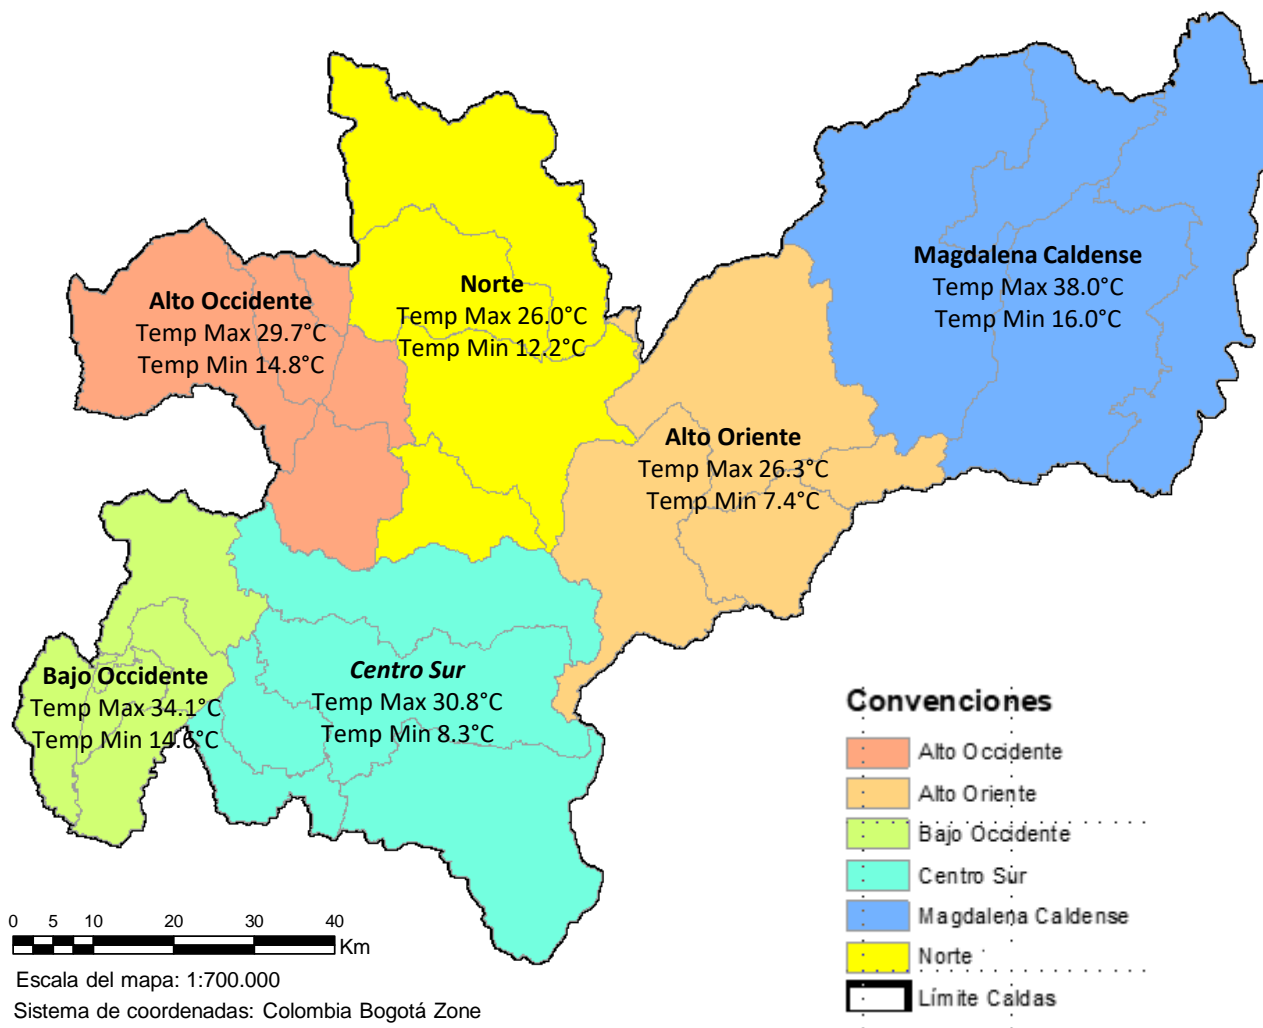 Magdalena Caldense
Temp Max 38.0°C
Temp Min 16.0°C
Norte
Temp Max 26.0°C
Temp Min 12.2°C
Alto Occidente
Temp Max 29.7°C
Temp Min 14.8°C
Alto Oriente
Temp Max 26.3°C
Temp Min 7.4°C
Bajo Occidente
Temp Max 34.1°C
Temp Min 14.6°C
Centro Sur
Temp Max 30.8°C
Temp Min 8.3°C
Convenciones
Alto Occidente
Alto Oriente
Bajo Occidente
Centro Sur
Magdalena Caldense
Norte
Límite Caldas
0 5 10 20 30 40
Km
Escala del mapa: 1:700.000
Sistema de coordenadas: Colombia Bogotá Zone